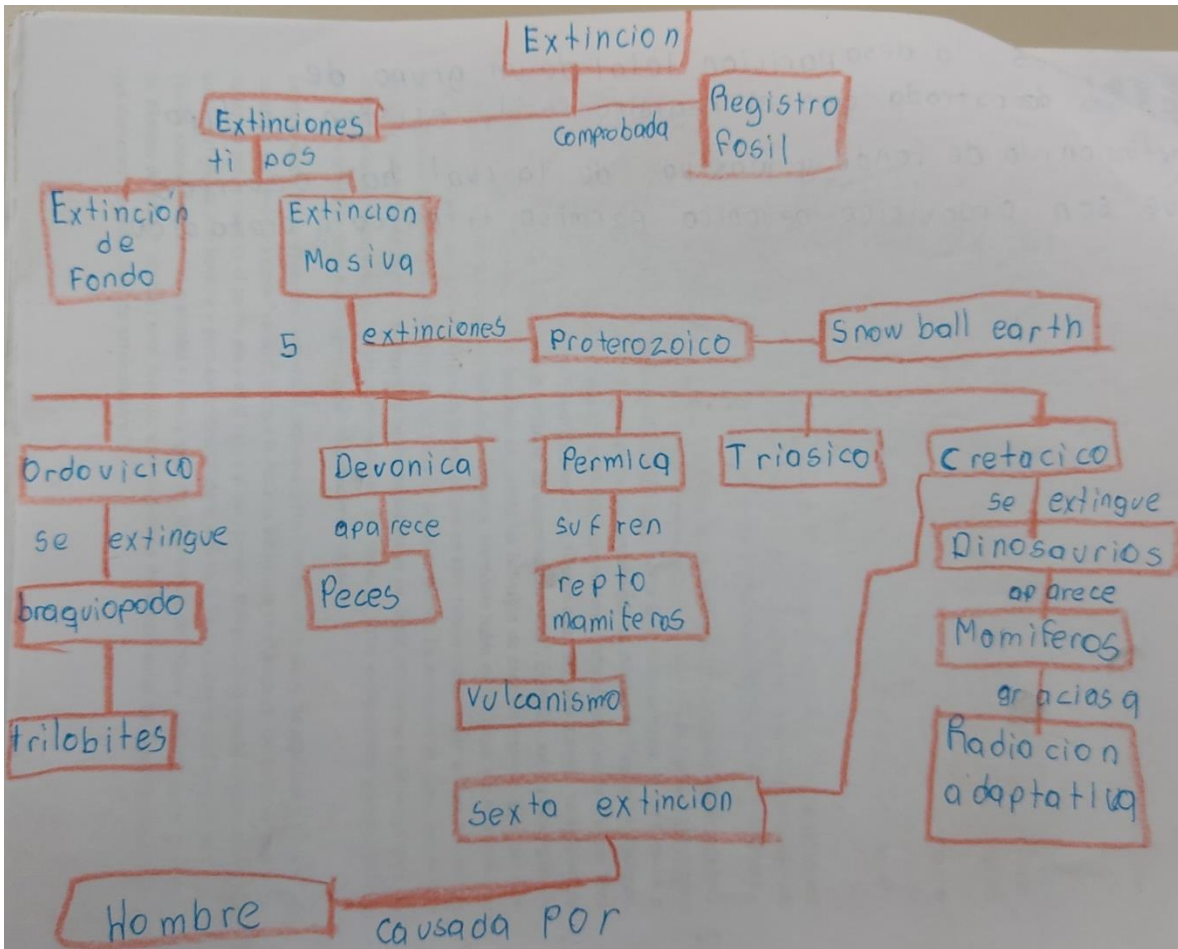 Extincion
Extinciones
comprobada
Registro
fosil
tipos
Extinción
de
Fondo
Extincion
Masiva
5 extinciones
Proterozoico
Snow ball earth
Ordovicico
Devonica
Permica
Triasico
Cretacico
se extingue
aparece
sufren
se extingue
braquiopodo
Peces
repto
mamiferos
Dinosaurios
aparece
Mamiferos
trilobites
Vulcanismo
gracias a
Radiacion
adaptativa
Sexta extincion
Hombre
causada por